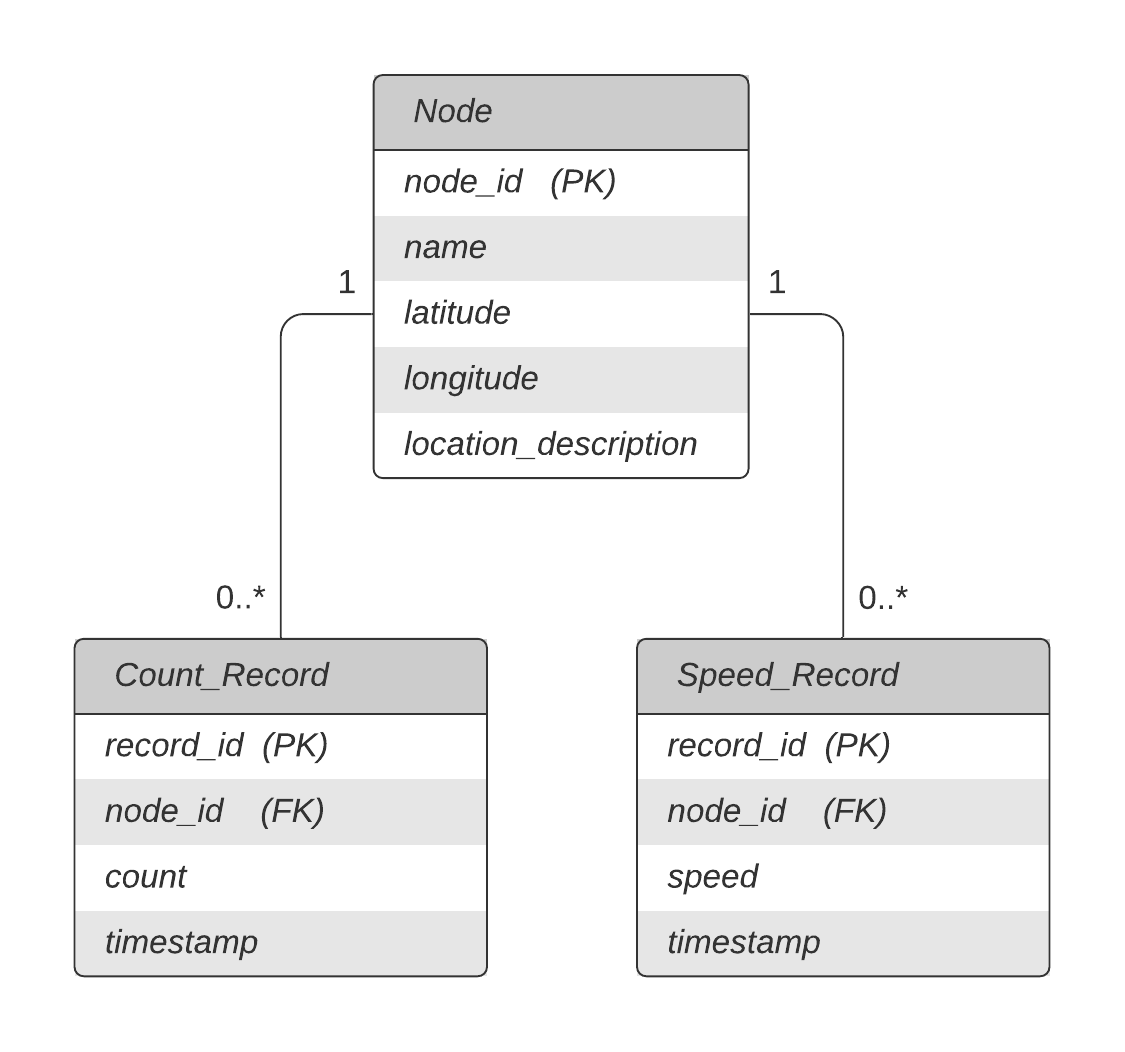 Node
node_id (PK)
name
latitude
longitude
location_description
1
1
0..*
0..*
Count_Record
record_id (PK)
node_id (FK)
count
timestamp
Speed_Record
record_id (PK)
node_id (FK)
speed
timestamp